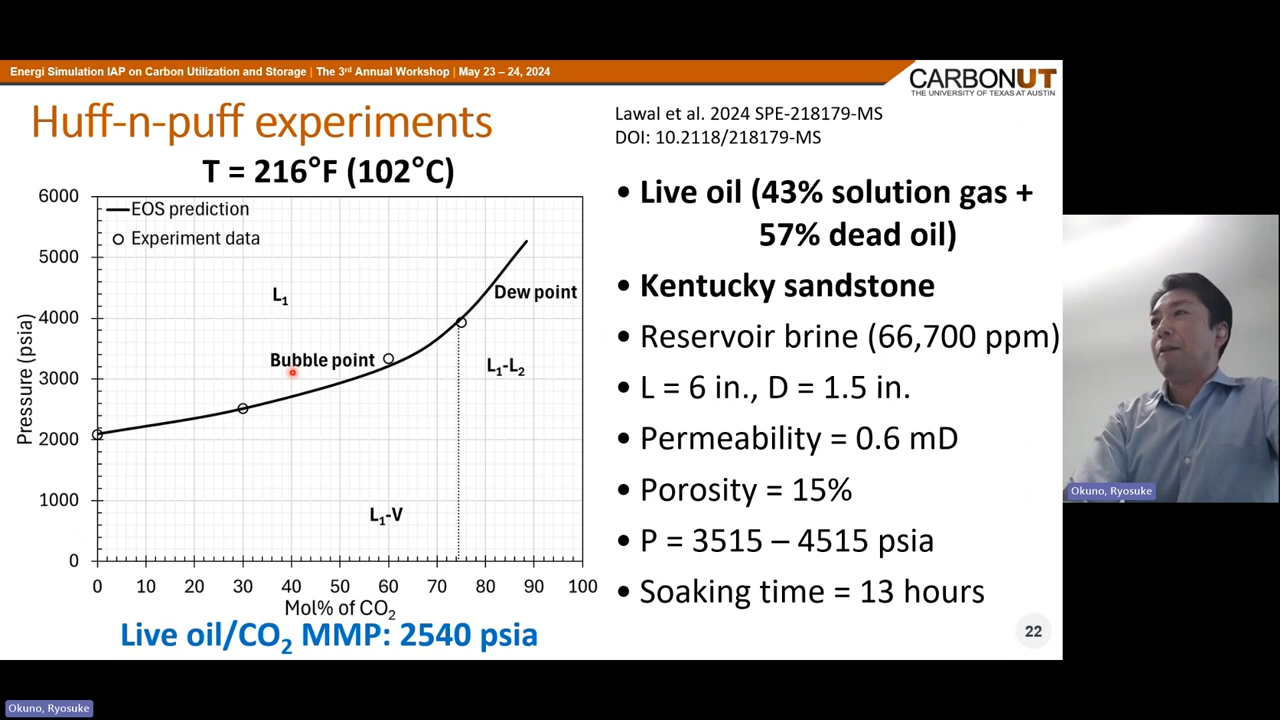 Energi Simulation IAP on Carbon Utilization and Storage | The 3rd Annual Workshop | May 23 – 24, 2024
CARBONUT
THE UNIVERSITY OF TEXAS AT AUSTIN
Huff-n-puff experiments
Lawal et al. 2024 SPE-218179-MS
DOI: 10.2118/218179-MS
T = 216°F (102°C)
6000
5000
4000
3000
2000
1000
0
Pressure (psia)
EOS prediction
Experiment data
L1
Dew point
Bubble point
L1-L2
L1-V
0 10 20 30 40 50 60 70 80 90 100
Mol% of CO2
Live oil/CO2 MMP: 2540 psia
• Live oil (43% solution gas +
57% dead oil)
• Kentucky sandstone
• Reservoir brine (66,700 ppm)
• L = 6 in., D = 1.5 in.
• Permeability = 0.6 mD
• Porosity = 15%
• P = 3515 – 4515 psia
• Soaking time = 13 hours
22
Okuno, Ryosuke
Okuno, Ryosuke